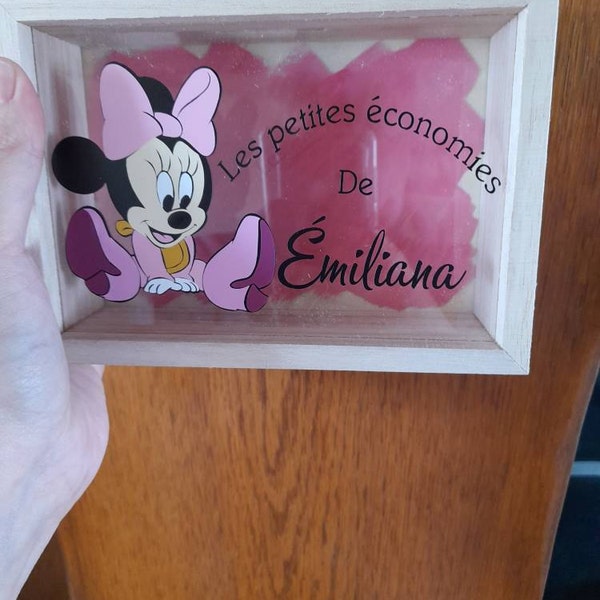 Les petites économies
De
Émiliana